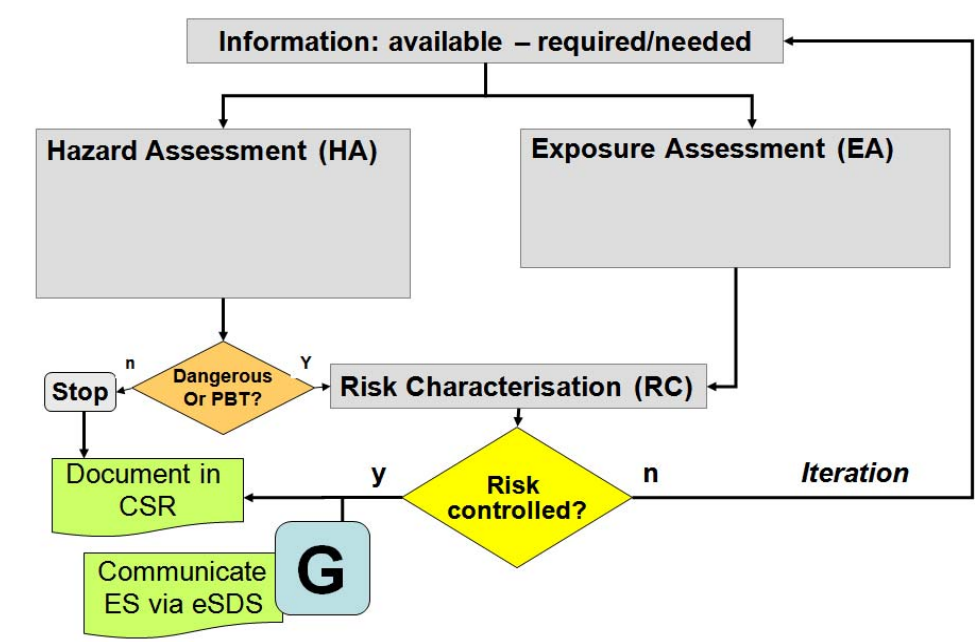 Information: available – required/needed
Hazard Assessment (HA)
Exposure Assessment (EA)
n
Dangerous
Or PBT?
Y
Stop
Risk Characterisation (RC)
Document in
CSR
y
Risk
controlled?
n
Iteration
Communicate
ES via eSDS
G